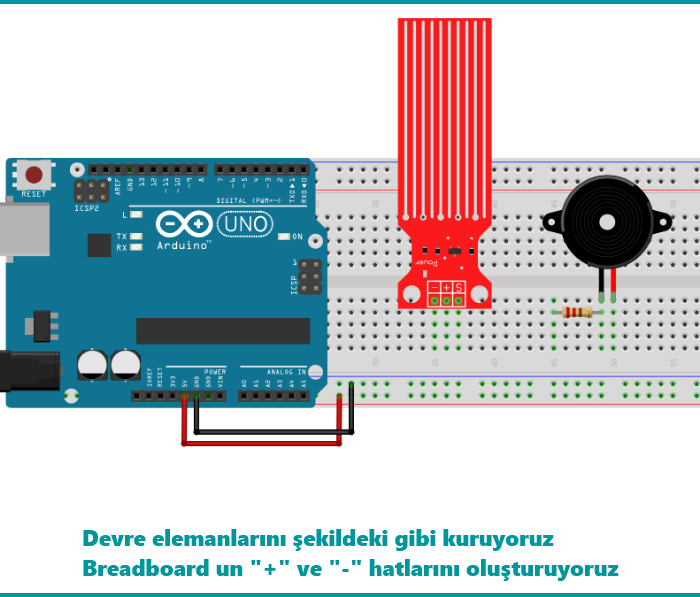 RESET
ICSP2
AREF
GND
13
12
~11
~10
~9
8
7
~6
~5
4
~3
2
TXD▶1
RXD◀0
DIGITAL (PWM=~)
L
TX
RX
UNO
Arduino™
ON
1
ICSP
IOREF
RESET
3V3
5V
GND
GND
VIN
POWER
ANALOG IN
A0
A1
A2
A3
A4
A5
Power
- + S
30
35
40
45
50
55
Devre elemanlarını şekildeki gibi kuruyoruz
Breadboard un "+" ve "-" hatlarını oluşturuyoruz